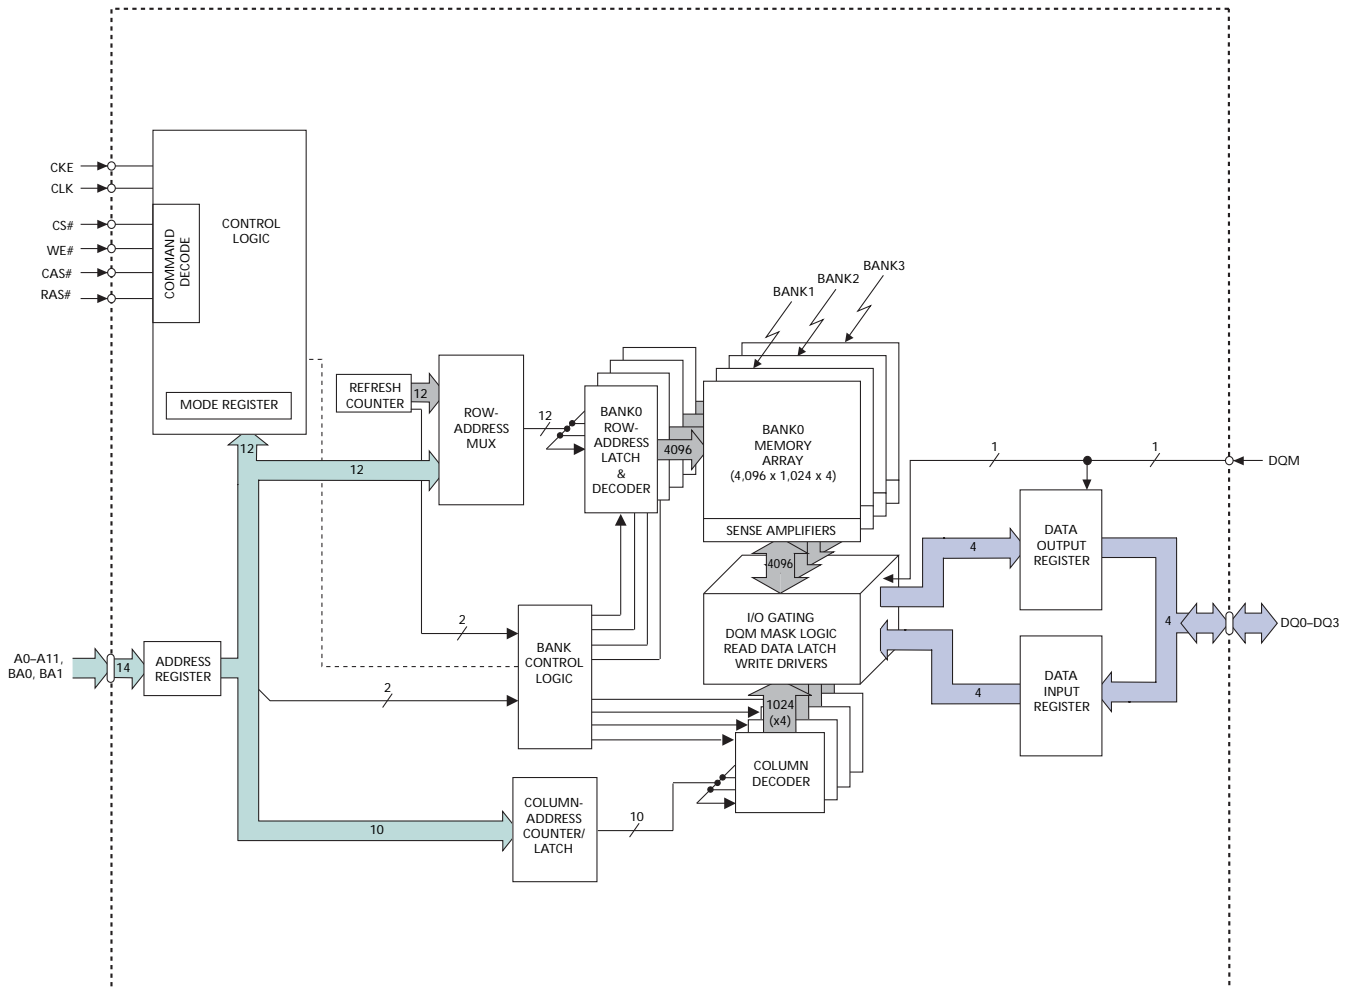 CKE
CLK
CS#
WE#
CAS#
RAS#
COMMAND
DECODE
CONTROL
LOGIC
MODE REGISTER
12
REFRESH
COUNTER
12
12
ROW-
ADDRESS
MUX
12
BANK0
ROW-
ADDRESS
LATCH
&
DECODER
4096
BANK1
BANK2
BANK3
BANK0
MEMORY
ARRAY
(4,096 x 1,024 x 4)
SENSE AMPLIFIERS
4096
I/O GATING
DQM MASK LOGIC
READ DATA LATCH
WRITE DRIVERS
1
1
DQM
DATA
OUTPUT
REGISTER
4
4
DQ0–DQ3
DATA
INPUT
REGISTER
4
A0–A11,
BA0, BA1
14
ADDRESS
REGISTER
2
2
BANK
CONTROL
LOGIC
1024
(x4)
COLUMN
DECODER
10
COLUMN-
ADDRESS
COUNTER/
LATCH
10